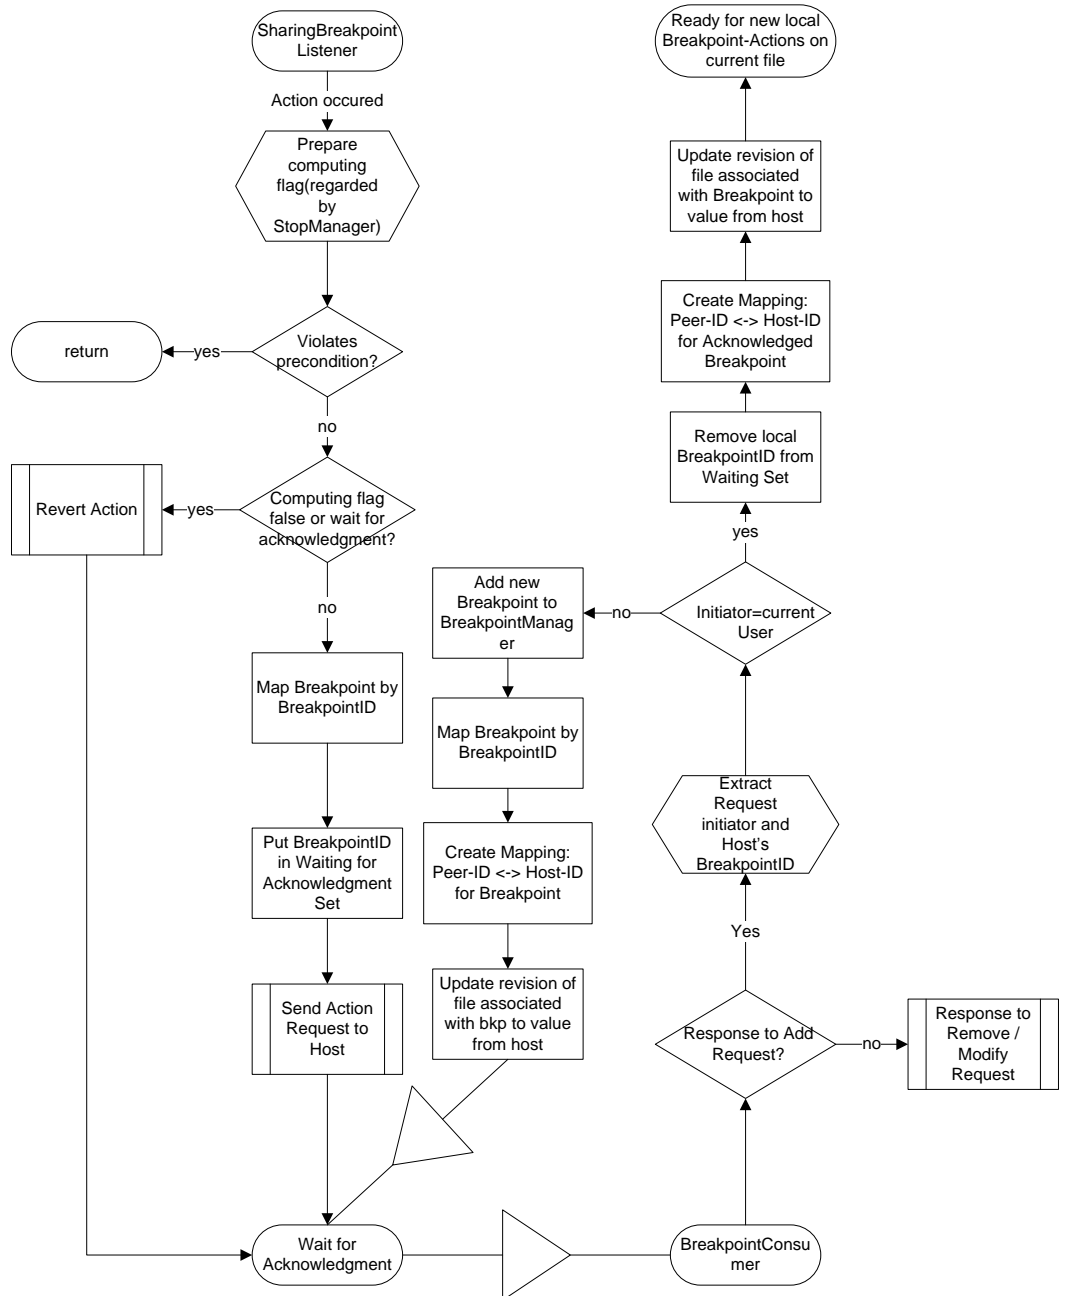 SharingBreakpoint
Listener
Action occured
Prepare
computing
flag(regarded
by
StopManager)
Violates
precondition?
yes
return
no
Computing flag
false or wait for
acknowledgment?
yes
Revert Action
no
Map Breakpoint by
BreakpointID
Put BreakpointID
in Waiting for
Acknowledgment
Set
Send Action
Request to
Host
Wait for
Acknowledgment
Add new
Breakpoint to
BreakpointManag
er
Map Breakpoint by
BreakpointID
Create Mapping:
Peer-ID <-> Host-ID
for Breakpoint
Update revision of
file associated
with bkp to value
from host
Ready for new local
Breakpoint-Actions on
current file
Update revision of
file associated
with Breakpoint to
value from host
Create Mapping:
Peer-ID <-> Host-ID
for Acknowledged
Breakpoint
Remove local
BreakpointID from
Waiting Set
yes
Initiator=current
User
no
Extract
Request
initiator and
Host's
BreakpointID
Yes
Response to Add
Request?
no
Response to
Remove /
Modify
Request
BreakpointConsu
mer